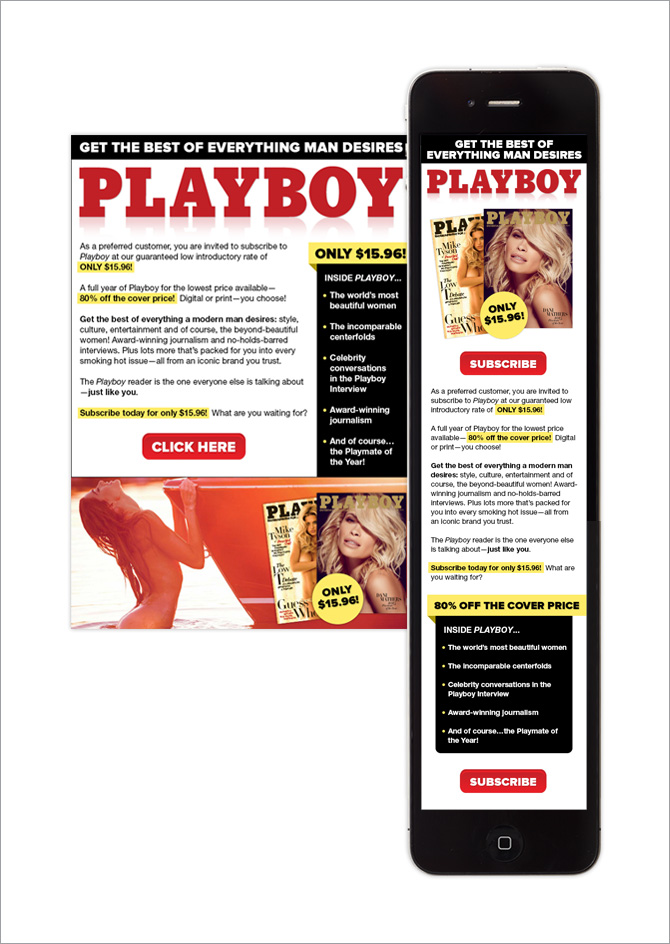 GET THE BEST OF EVERYTHING MAN DESIRES
PLAYBOY
As a preferred customer, you are invited to subscribe to
Playboy at our guaranteed low introductory rate of
ONLY $15.96!
A full year of Playboy for the lowest price available—
80% off the cover price! Digital or print—you choose!
Get the best of everything a modern man desires: style,
culture, entertainment and of course, the beyond-beautiful
women! Award-winning journalism and no-holds-barred
interviews. Plus lots more that's packed for you into every
smoking hot issue—all from an iconic brand you trust.
The Playboy reader is the one everyone else is talking about
—just like you.
Subscribe today for only $15.96! What are you waiting for?
CLICK HERE
ONLY $15.96!
INSIDE PLAYBOY...
• The world's most
beautiful women
• The incomparable
centerfolds
• Celebrity
conversations
in the Playboy
Interview
• Award-winning
journalism
• And of course...
the Playmate of
the Year!
PLA
PLAYBOY
The
Low
Debate
Guess
Who
DANI
MATHERS
ONLY
$15.96!
GET THE BEST OF
EVERYTHING MAN DESIRES
PLAYBOY
PLA
PLAYBOY
Mike
Tyson
The
Low
Debate
Guess
Who
DANI
MATHERS
ONLY
$15.96!
SUBSCRIBE
As a preferred customer, you are invited to
subscribe to Playboy at our guaranteed low
introductory rate of ONLY $15.96!
A full year of Playboy for the lowest price
available— 80% off the cover price! Digital
or print—you choose!
Get the best of everything a modern man
desires: style, culture, entertainment and of
course, the beyond-beautiful women! Award-
winning journalism and no-holds-barred
interviews. Plus lots more that's packed for
you into every smoking hot issue—all from
an iconic brand you trust.
The Playboy reader is the one everyone else
is talking about—just like you.
Subscribe today for only $15.96! What are
you waiting for?
80% OFF THE COVER PRICE
INSIDE PLAYBOY...
• The world's most beautiful women
• The incomparable centerfolds
• Celebrity conversations in the
Playboy Interview
• Award-winning journalism
• And of course...the Playmate of
the Year!
SUBSCRIBE